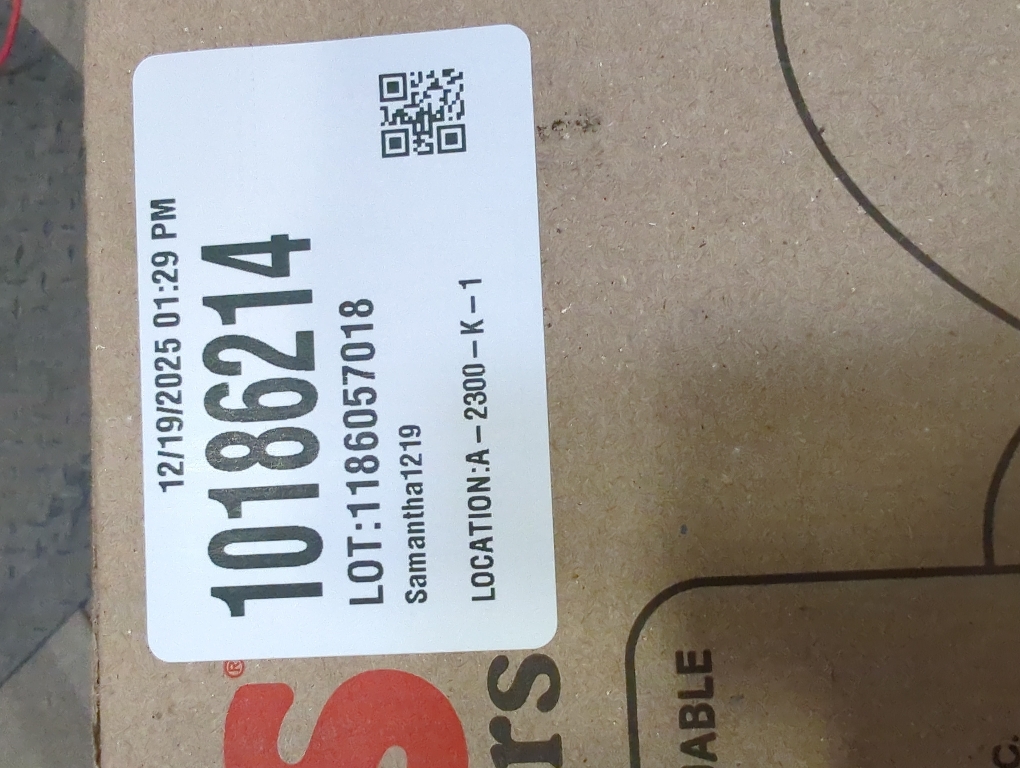 12/19/2025 01:29 PM
10186214
LOT:1186057018
Samantha1219
LOCATION:A-2300-K-1
S®
rs
ABLE
C.